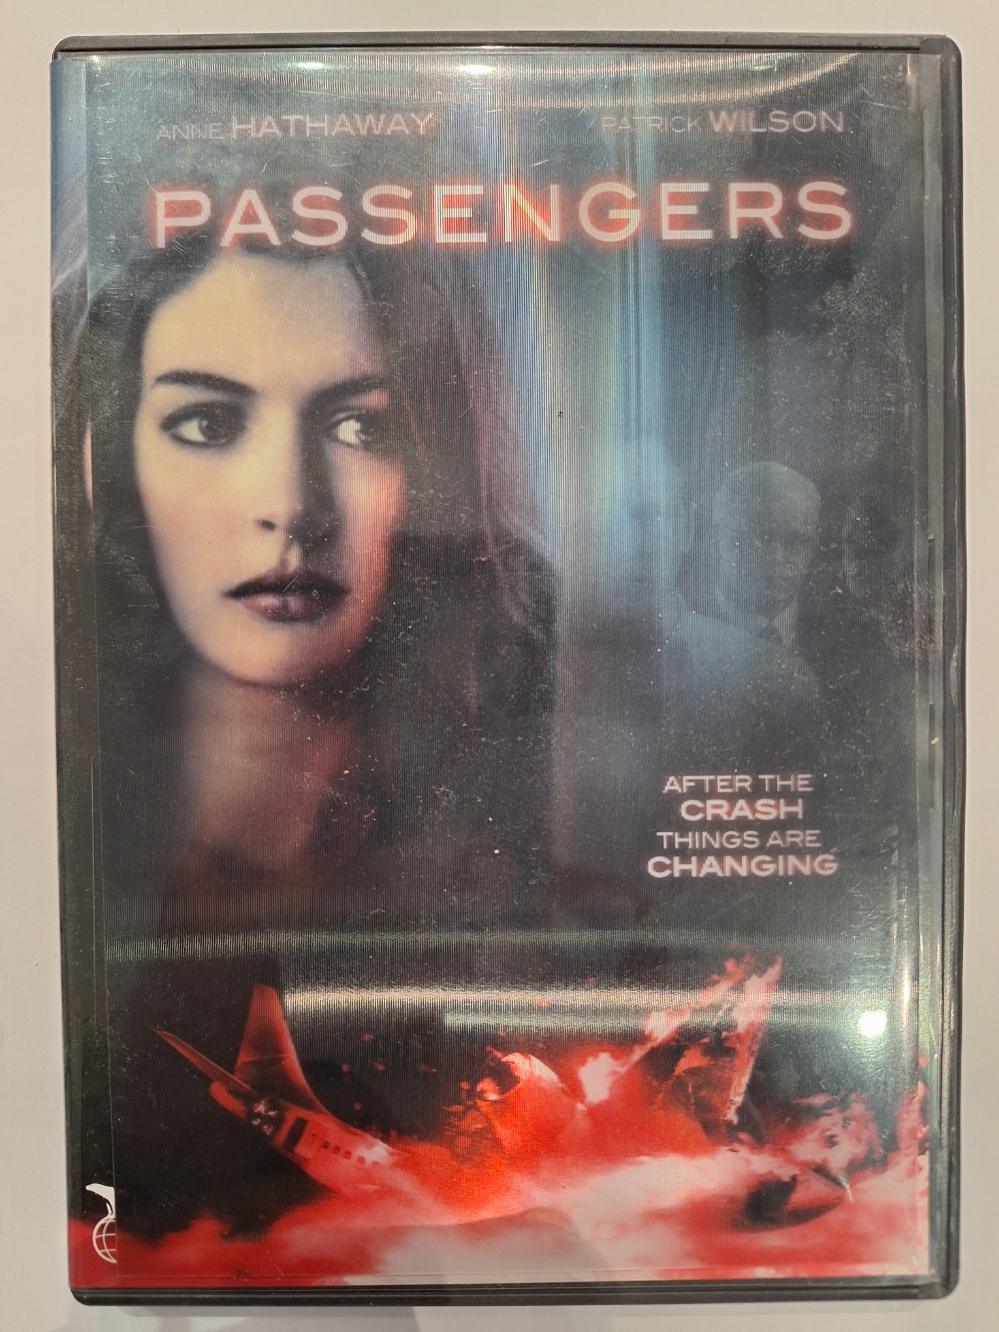 ANNE HATHAWAY PATRICK WILSON
PASSENGERS
AFTER THE
CRASH
THINGS ARE
CHANGING